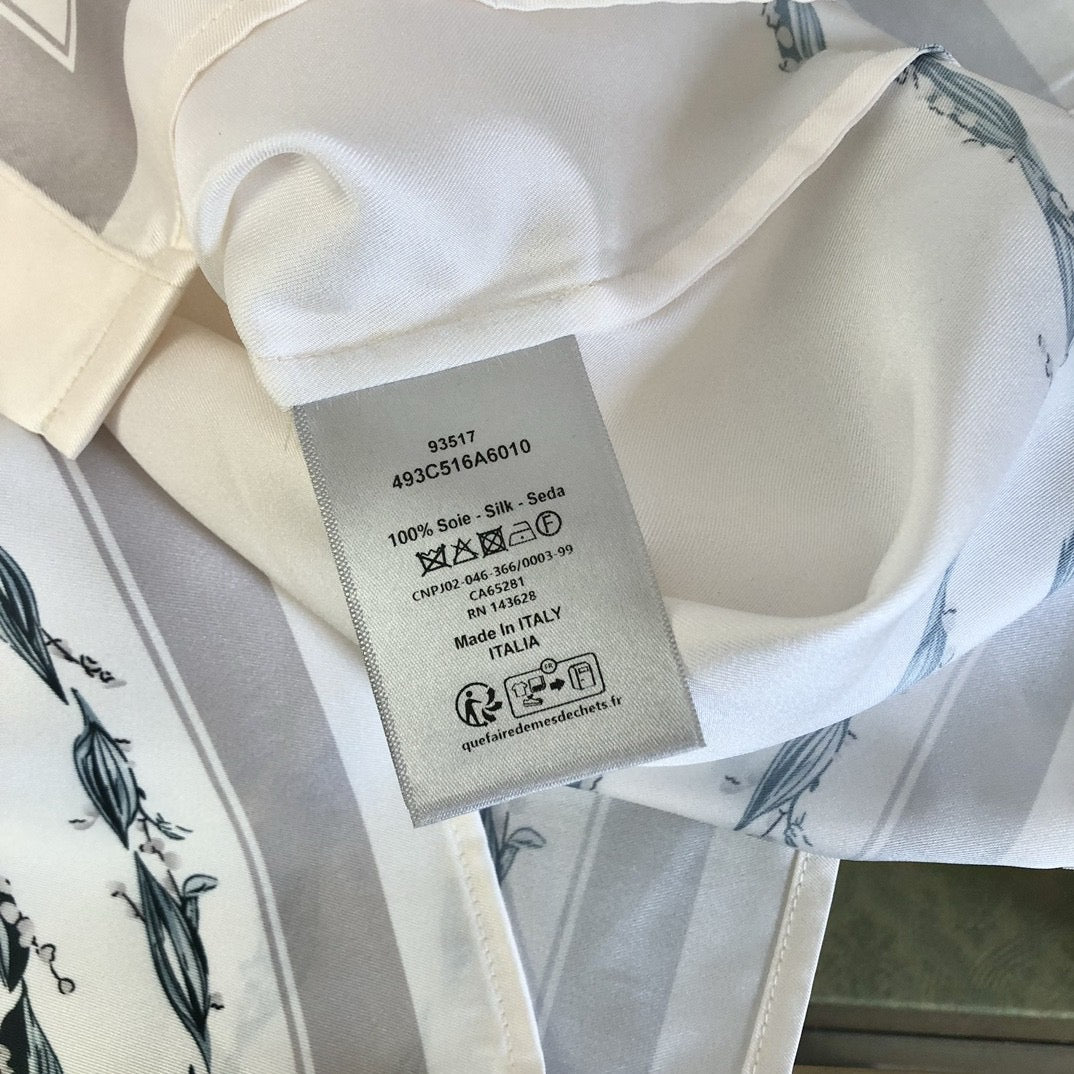 93517
493C516A6010
100% Soie - Silk - Seda
F
CNPJ02-046-366/0003-99
CA65281
RN 143628
Made In ITALY
ITALIA
FR
quefairedemesdechets.fr